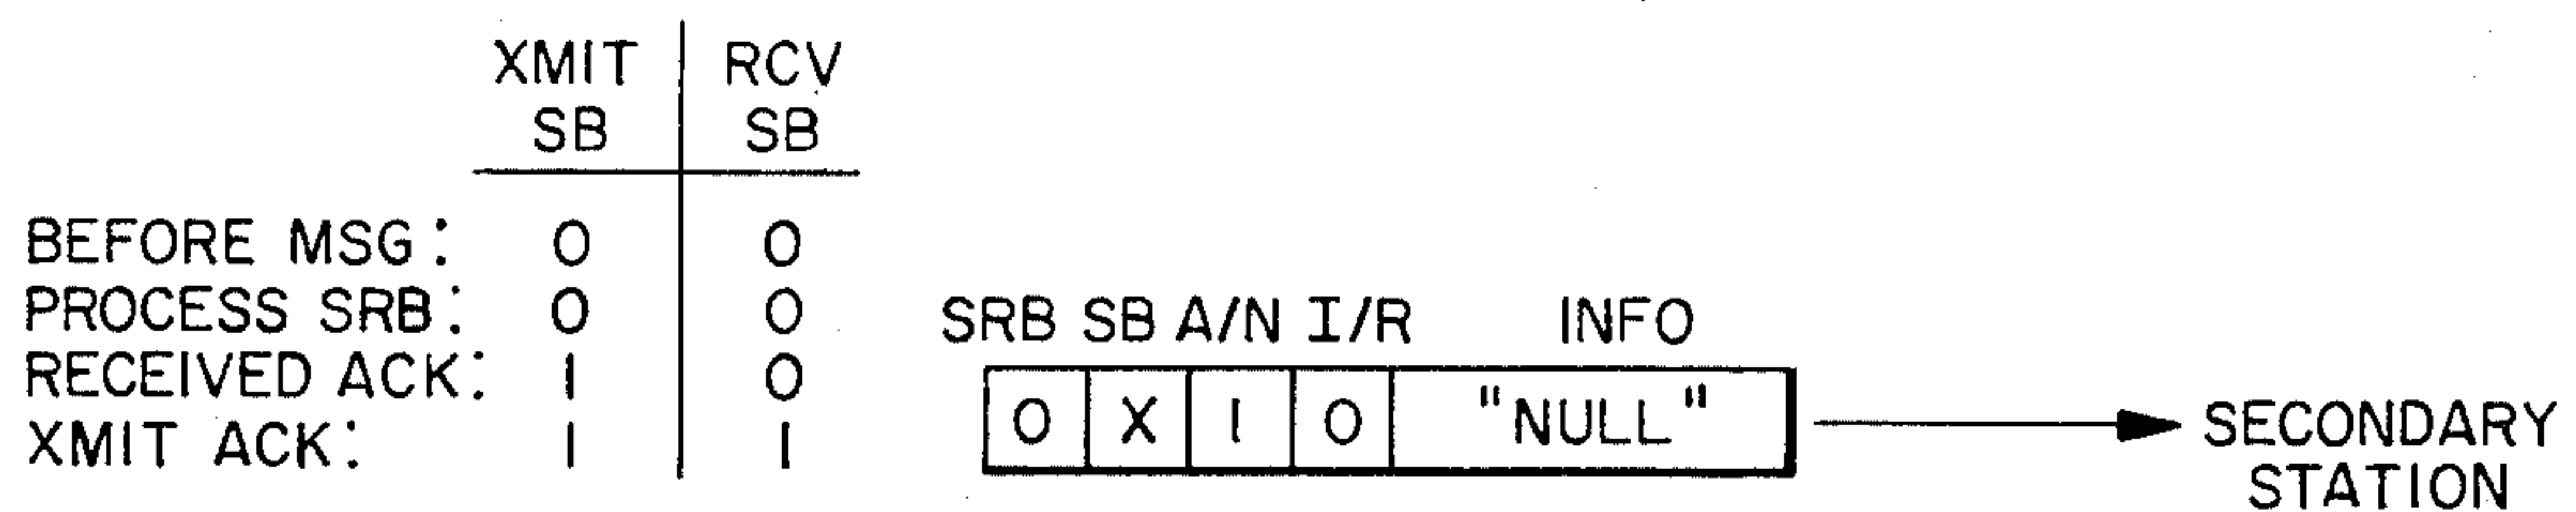 XMIT RCV
SB SB
BEFORE MSG: 0 0
PROCESS SRB: 0 0
RECEIVED ACK: 1 0
XMIT ACK: 1 1
SRB SB A/N I/R INFO
0 X 1 0 "NULL"
SECONDARY
STATION